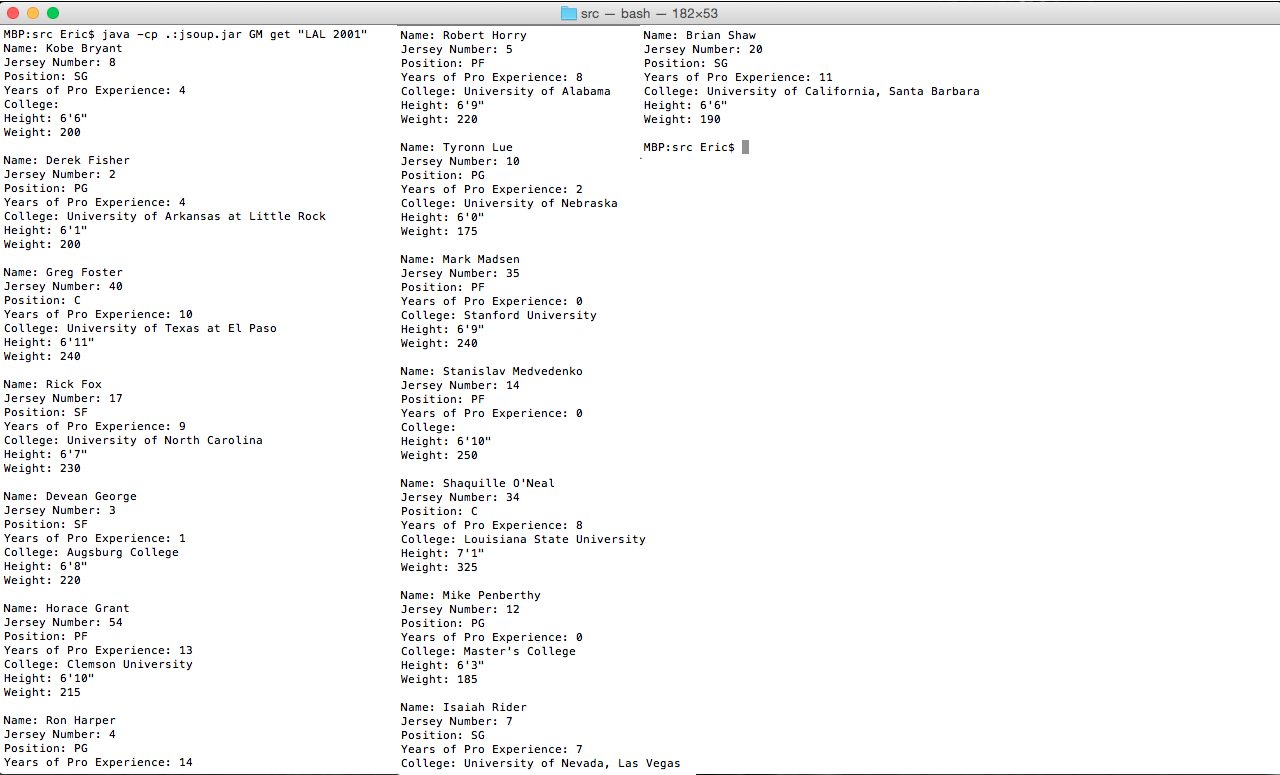 src — bash — 182×53
MBP:src Eric$ java -cp .:jsoup.jar GM get "LAL 2001"
Name: Kobe Bryant
Jersey Number: 8
Position: SG
Years of Pro Experience: 4
College:
Height: 6'6"
Weight: 200

Name: Derek Fisher
Jersey Number: 2
Position: PG
Years of Pro Experience: 4
College: University of Arkansas at Little Rock
Height: 6'1"
Weight: 200

Name: Greg Foster
Jersey Number: 40
Position: C
Years of Pro Experience: 10
College: University of Texas at El Paso
Height: 6'11"
Weight: 240

Name: Rick Fox
Jersey Number: 17
Position: SF
Years of Pro Experience: 9
College: University of North Carolina
Height: 6'7"
Weight: 230

Name: Devean George
Jersey Number: 3
Position: SF
Years of Pro Experience: 1
College: Augsburg College
Height: 6'8"
Weight: 220

Name: Horace Grant
Jersey Number: 54
Position: PF
Years of Pro Experience: 13
College: Clemson University
Height: 6'10"
Weight: 215

Name: Ron Harper
Jersey Number: 4
Position: PG
Years of Pro Experience: 14

Name: Robert Horry
Jersey Number: 5
Position: PF
Years of Pro Experience: 8
College: University of Alabama
Height: 6'9"
Weight: 220

Name: Tyronn Lue
Jersey Number: 10
Position: PG
Years of Pro Experience: 2
College: University of Nebraska
Height: 6'0"
Weight: 175

Name: Mark Madsen
Jersey Number: 35
Position: PF
Years of Pro Experience: 0
College: Stanford University
Height: 6'9"
Weight: 240

Name: Stanislav Medvedenko
Jersey Number: 14
Position: PF
Years of Pro Experience: 0
College:
Height: 6'10"
Weight: 250

Name: Shaquille O'Neal
Jersey Number: 34
Position: C
Years of Pro Experience: 8
College: Louisiana State University
Height: 7'1"
Weight: 325

Name: Mike Penberthy
Jersey Number: 12
Position: PG
Years of Pro Experience: 0
College: Master's College
Height: 6'3"
Weight: 185

Name: Isaiah Rider
Jersey Number: 7
Position: SG
Years of Pro Experience: 7
College: University of Nevada, Las Vegas

Name: Brian Shaw
Jersey Number: 20
Position: SG
Years of Pro Experience: 11
College: University of California, Santa Barbara
Height: 6'6"
Weight: 190

MBP:src Eric$